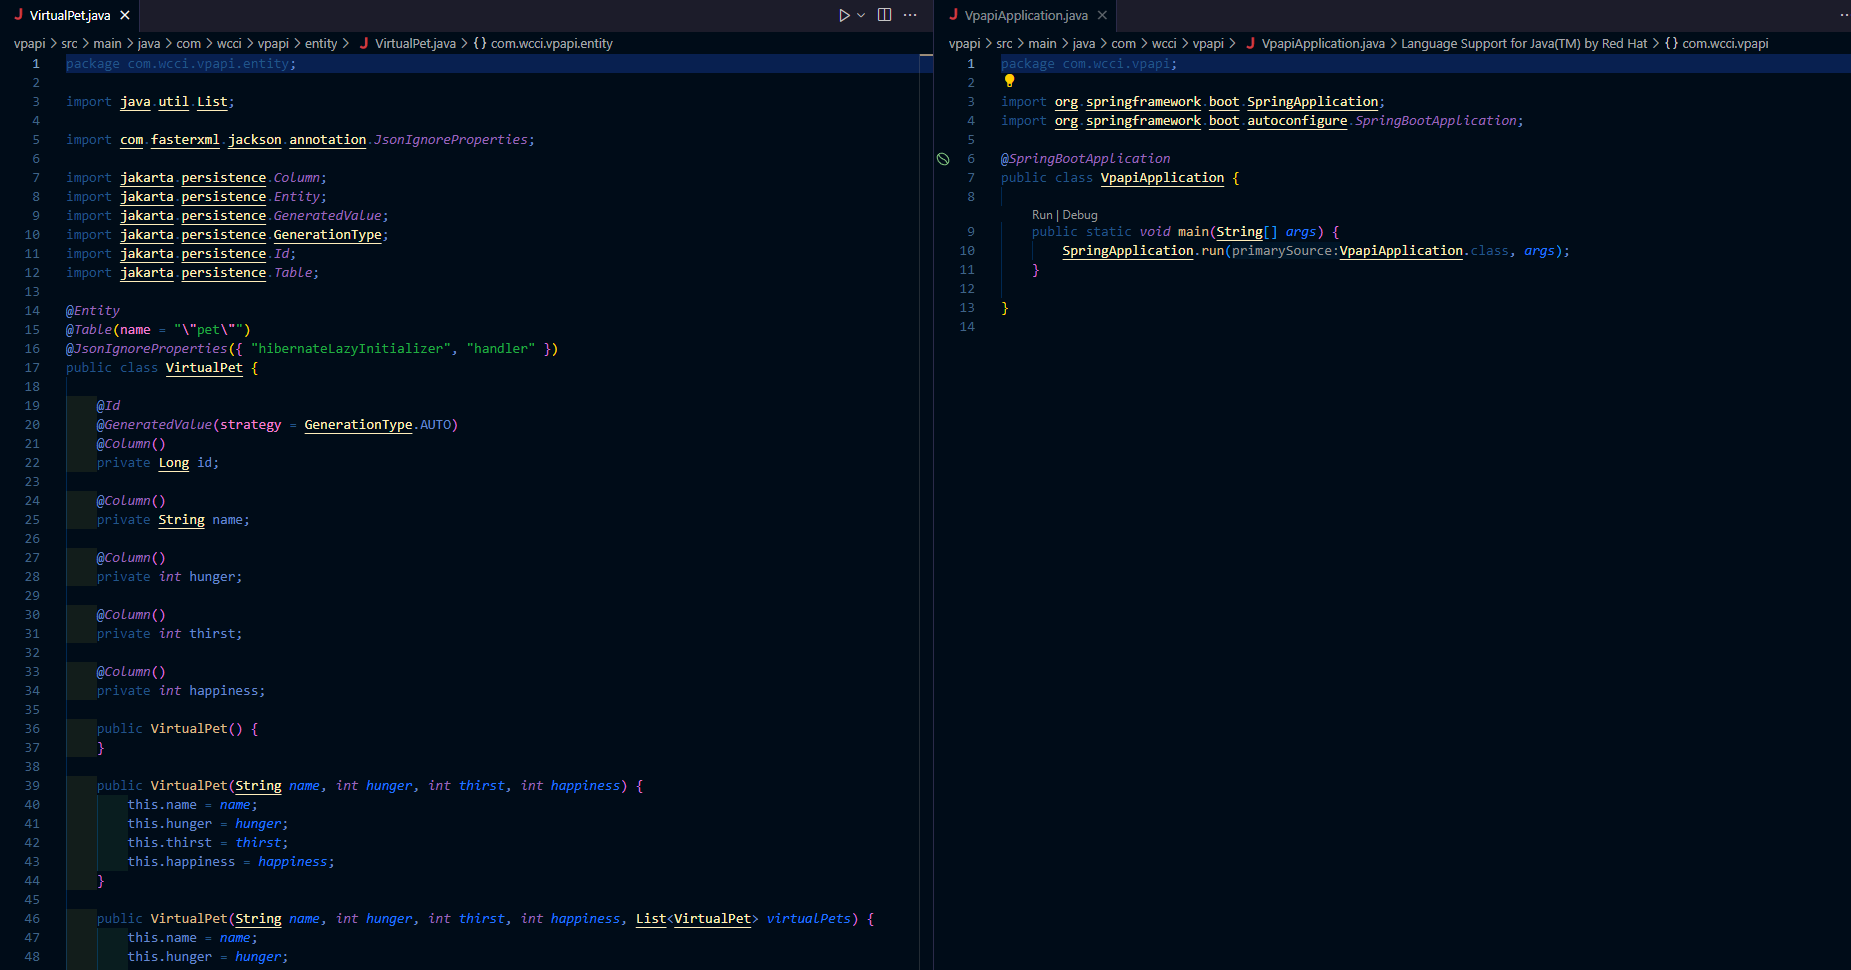 VirtualPet.java
vpapi > src > main > java > com > wcci > vpapi > entity > J VirtualPet.java > {} com.wcci.vpapi.entity
1 package com.wcci.vpapi.entity;
2
3 import java.util.List;
4
5 import com.fasterxml.jackson.annotation.JsonIgnoreProperties;
6
7 import jakarta.persistence.Column;
8 import jakarta.persistence.Entity;
9 import jakarta.persistence.GeneratedValue;
10 import jakarta.persistence.GenerationType;
11 import jakarta.persistence.Id;
12 import jakarta.persistence.Table;
13
14 @Entity
15 @Table(name = "\"pet\"")
16 @JsonIgnoreProperties({ "hibernateLazyInitializer", "handler" })
17 public class VirtualPet {
18
19 @Id
20 @GeneratedValue(strategy = GenerationType.AUTO)
21 @Column()
22 private Long id;
23
24 @Column()
25 private String name;
26
27 @Column()
28 private int hunger;
29
30 @Column()
31 private int thirst;
32
33 @Column()
34 private int happiness;
35
36 public VirtualPet() {
37 }
38
39 public VirtualPet(String name, int hunger, int thirst, int happiness) {
40 this.name = name;
41 this.hunger = hunger;
42 this.thirst = thirst;
43 this.happiness = happiness;
44 }
45
46 public VirtualPet(String name, int hunger, int thirst, int happiness, List<VirtualPet> virtualPets) {
47 this.name = name;
48 this.hunger = hunger;
J VpapiApplication.java
vpapi > src > main > java > com > wcci > vpapi > J VpapiApplication.java > Language Support for Java(TM) by Red Hat > {} com.wcci.vpapi
1 package com.wcci.vpapi;
2
3 import org.springframework.boot.SpringApplication;
4 import org.springframework.boot.autoconfigure.SpringBootApplication;
5
6 @SpringBootApplication
7 public class VpapiApplication {
8
Run | Debug
9 public static void main(String[] args) {
10 SpringApplication.run(primarySource:VpapiApplication.class, args);
11 }
12
13 }
14